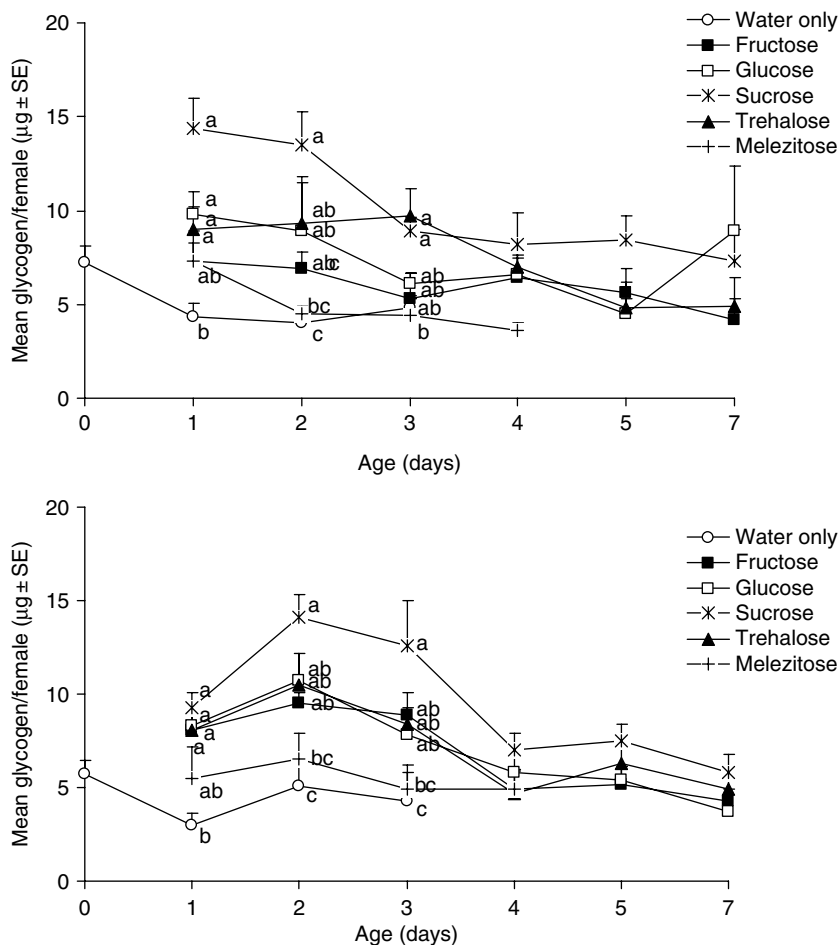 20
15
10
5
0
Mean glycogen/female (µg ± SE)
Water only
Fructose
Glucose
Sucrose
Trehalose
Melezitose
a
a
a
a
a
ab
b
ab
ab
abc
bc
c
a
a
ab
ab
ab
b
0 1 2 3 4 5 7
Age (days)
20
15
10
5
0
Mean glycogen/female (µg ± SE)
Water only
Fructose
Glucose
Sucrose
Trehalose
Melezitose
a
a
a
a
ab
b
a
ab
ab
ab
bc
c
a
ab
ab
ab
bc
c
0 1 2 3 4 5 7
Age (days)